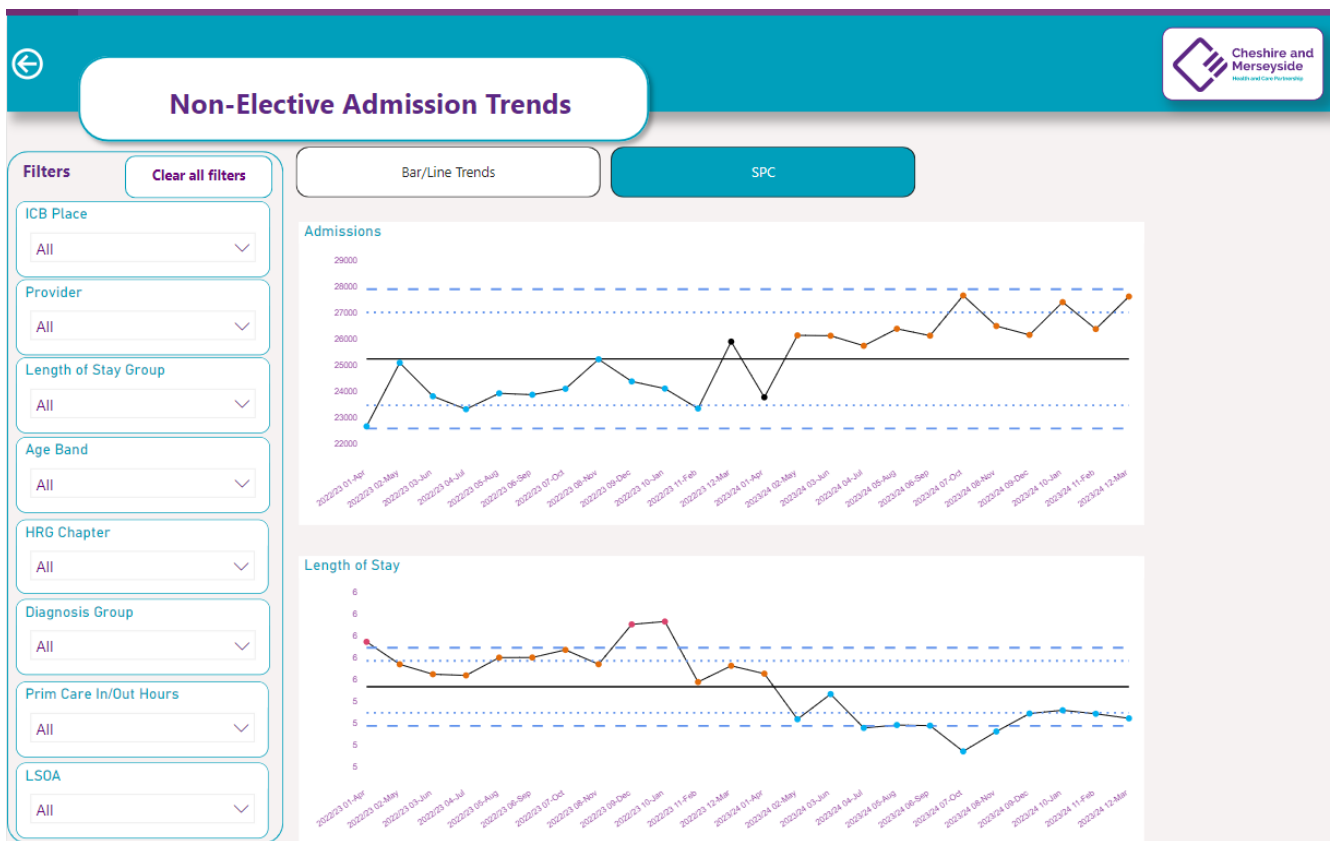 Cheshire and
Merseyside
Health and Care Partnership
Non-Elective Admission Trends
Filters
Clear all filters
ICB Place
All
Provider
All
Length of Stay Group
All
Age Band
All
HRG Chapter
All
Diagnosis Group
All
Prim Care In/Out Hours
All
LSOA
All
Bar/Line Trends
SPC
Admissions
29000
28000
27000
26000
25000
24000
23000
22000
2022/23 01-Apr
2022/23 02-May
2022/23 03-Jun
2022/23 04-Jul
2022/23 05-Aug
2022/23 06-Sep
2022/23 07-Oct
2022/23 08-Nov
2022/23 09-Dec
2022/23 10-Jan
2022/23 11-Feb
2022/23 12-Mar
2023/24 01-Apr
2023/24 02-May
2023/24 03-Jun
2023/24 04-Jul
2023/24 05-Aug
2023/24 06-Sep
2023/24 07-Oct
2023/24 08-Nov
2023/24 09-Dec
2023/24 10-Jan
2023/24 11-Feb
2023/24 12-Mar
Length of Stay
6
6
6
6
6
5
5
5
5
2022/23 01-Apr
2022/23 02-May
2022/23 03-Jun
2022/23 04-Jul
2022/23 05-Aug
2022/23 06-Sep
2022/23 07-Oct
2022/23 08-Nov
2022/23 09-Dec
2022/23 10-Jan
2022/23 11-Feb
2022/23 12-Mar
2023/24 01-Apr
2023/24 02-May
2023/24 03-Jun
2023/24 04-Jul
2023/24 05-Aug
2023/24 06-Sep
2023/24 07-Oct
2023/24 08-Nov
2023/24 09-Dec
2023/24 10-Jan
2023/24 11-Feb
2023/24 12-Mar